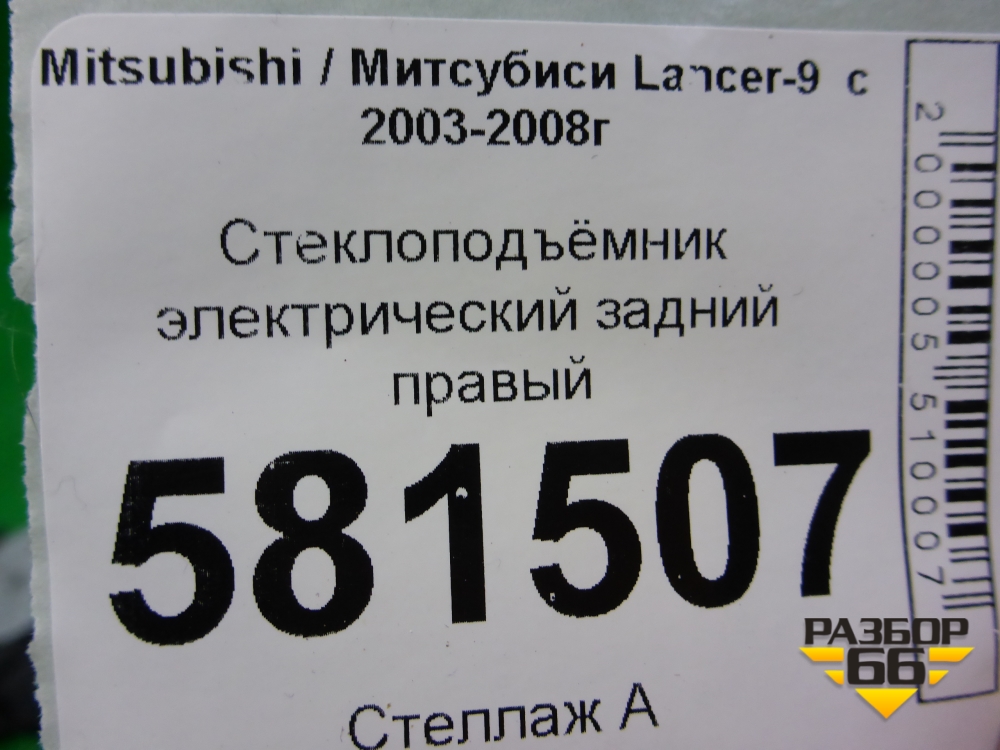 Mitsubishi / Митсубиси Lancer-9 с
2003-2008г
Стеклоподъёмник
электрический задний
правый
581507
Стеллаж А
2000005510007
РАЗБОР
66